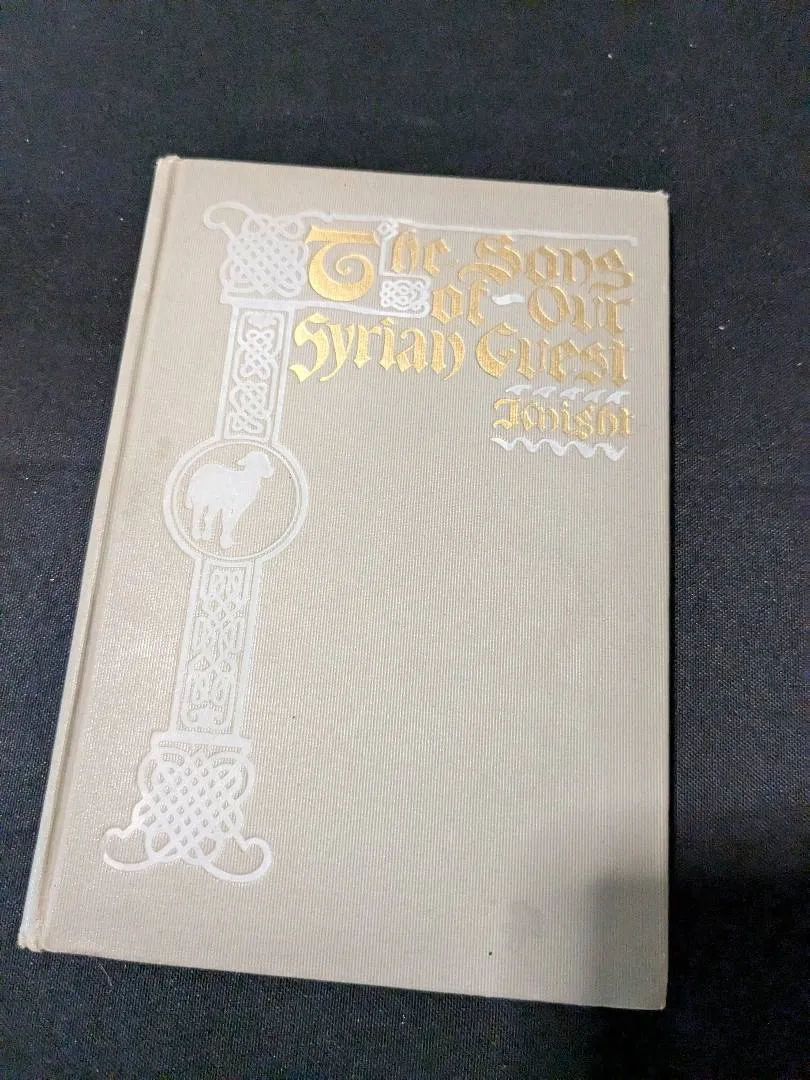 The Song
of Our
Syrian Guest
Knight